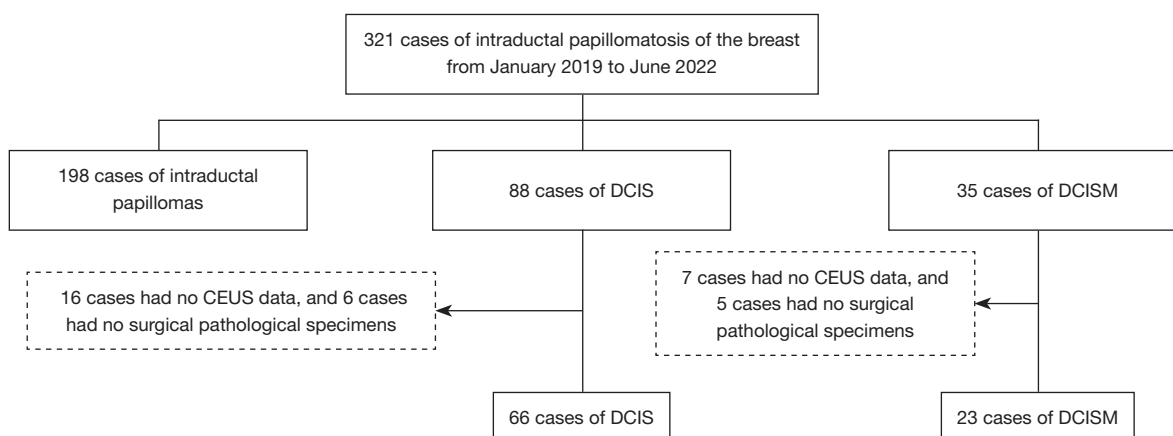 321 cases of intraductal papillomatosis of the breast
from January 2019 to June 2022
198 cases of intraductal
papillomas
88 cases of DCIS
35 cases of DCISM
16 cases had no CEUS data, and 6 cases
had no surgical pathological specimens
7 cases had no CEUS data, and
5 cases had no surgical
pathological specimens
66 cases of DCIS
23 cases of DCISM